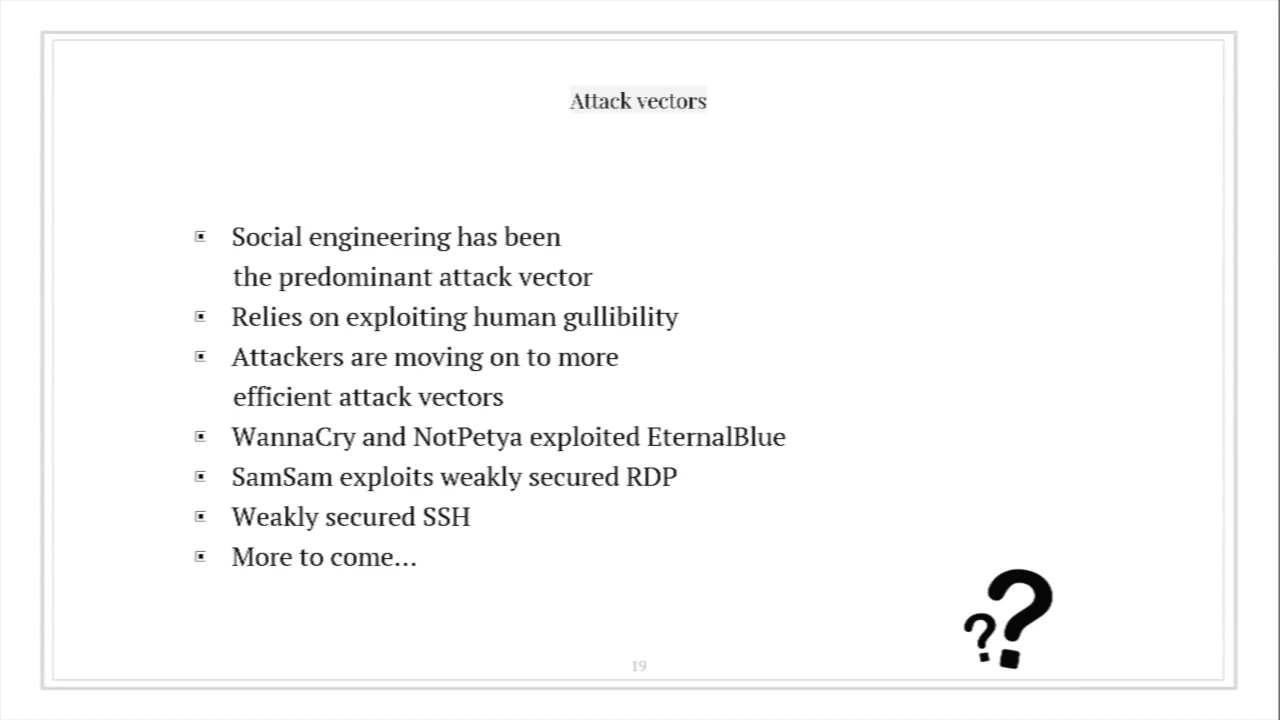 Attack vectors
Social engineering has been
the predominant attack vector
Relies on exploiting human gullibility
Attackers are moving on to more
efficient attack vectors
WannaCry and NotPetya exploited EternalBlue
SamSam exploits weakly secured RDP
Weakly secured SSH
More to come...
??
19